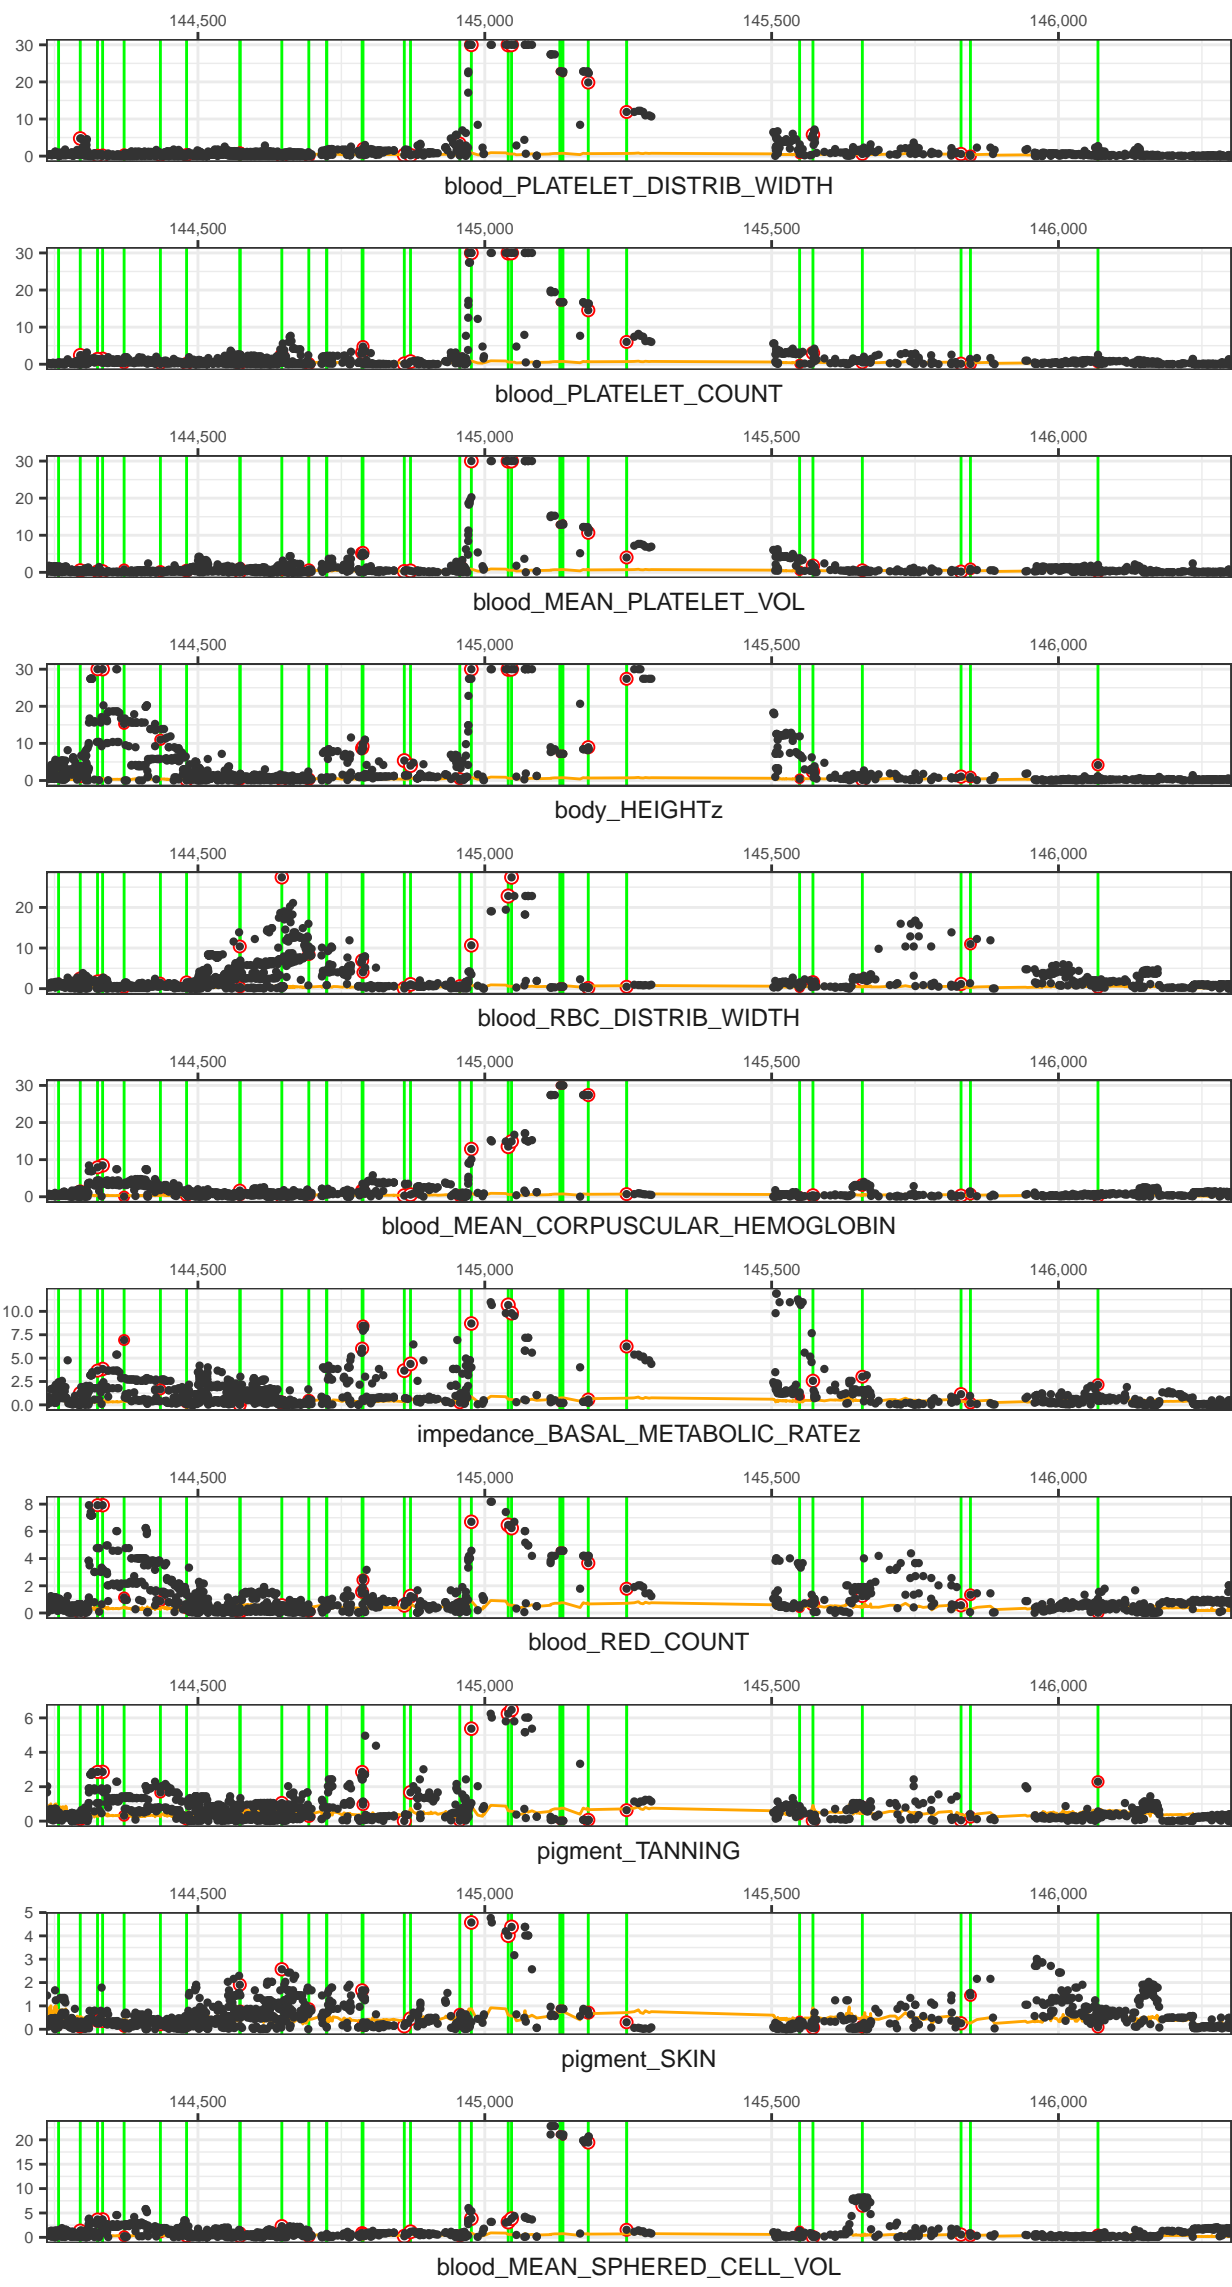 144,500 145,000 145,500 146,000
30
20
10
0
blood_PLATELET_DISTRIB_WIDTH
144,500 145,000 145,500 146,000
30
20
10
0
blood_PLATELET_COUNT
144,500 145,000 145,500 146,000
30
20
10
0
blood_MEAN_PLATELET_VOL
144,500 145,000 145,500 146,000
30
20
10
0
body_HEIGHTz
144,500 145,000 145,500 146,000
20
10
0
blood_RBC_DISTRIB_WIDTH
144,500 145,000 145,500 146,000
30
20
10
0
blood_MEAN_CORPUSCULAR_HEMOGLOBIN
144,500 145,000 145,500 146,000
10.0
7.5
5.0
2.5
0.0
impedance_BASAL_METABOLIC_RATEz
144,500 145,000 145,500 146,000
8
6
4
2
0
blood_RED_COUNT
144,500 145,000 145,500 146,000
6
4
2
0
pigment_TANNING
144,500 145,000 145,500 146,000
5
4
3
2
1
0
pigment_SKIN
144,500 145,000 145,500 146,000
20
15
10
5
0
blood_MEAN_SPHERED_CELL_VOL